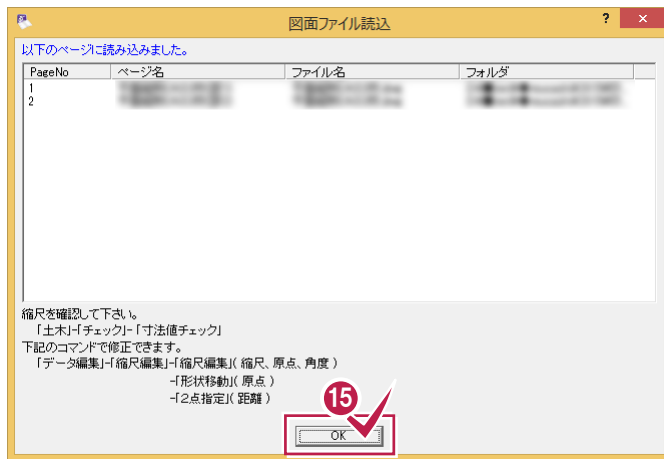 図面ファイル読込
? ×
以下のページに読み込みました。
PageNo ページ名 ファイル名 フォルダ
1
2
縮尺を確認して下さい。
「土木」-「チェック」-「寸法値チェック」
下記のコマンドで修正できます。
「データ編集」-「縮尺編集」-「縮尺編集」( 縮尺、原点、角度 )
-「形状移動」( 原点 )
-「2点指定」( 距離 )
15
OK